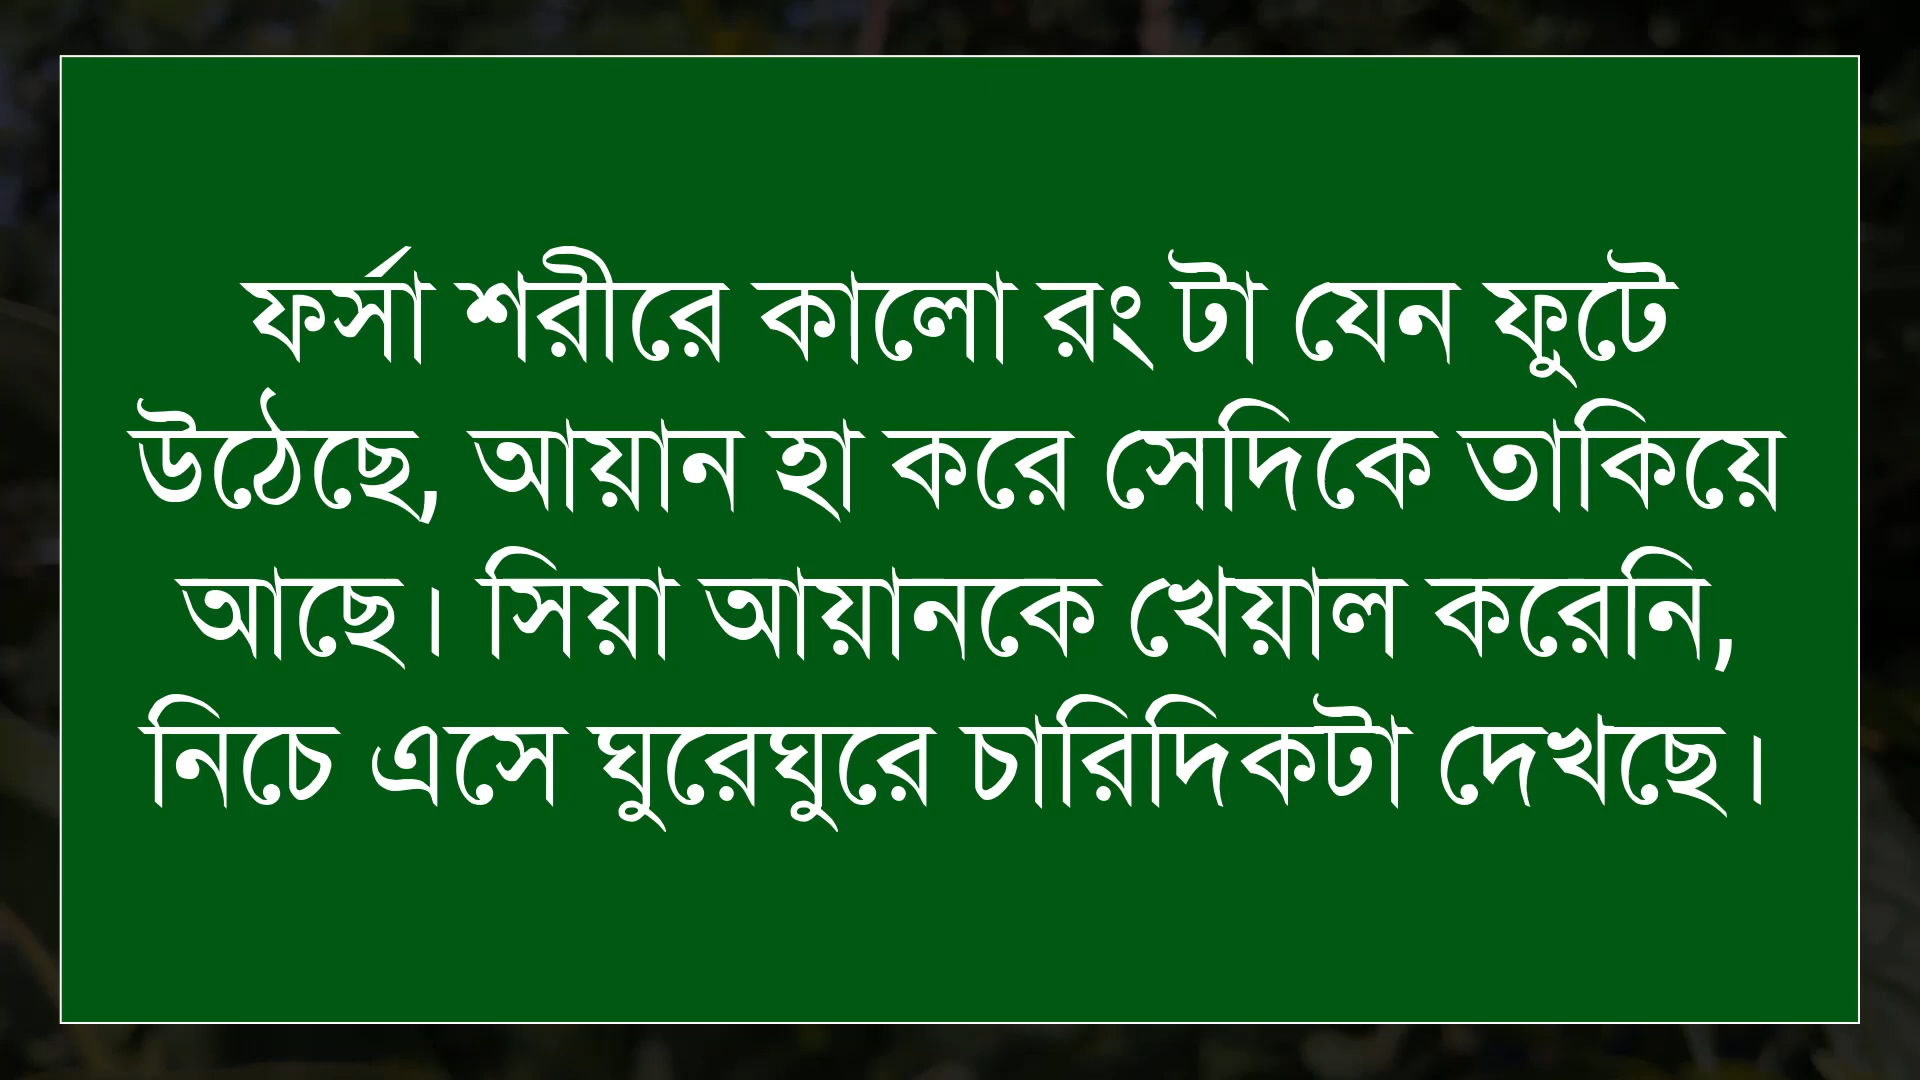 ফর্সা শরীরে কালো রং টা যেন ফুটে
উঠেছে, আয়ান হা করে সেদিকে তাকিয়ে
আছে। সিয়া আয়ানকে খেয়াল করেনি,
নিচে এসে ঘুরেঘুরে চারিদিকটা দেখছে।